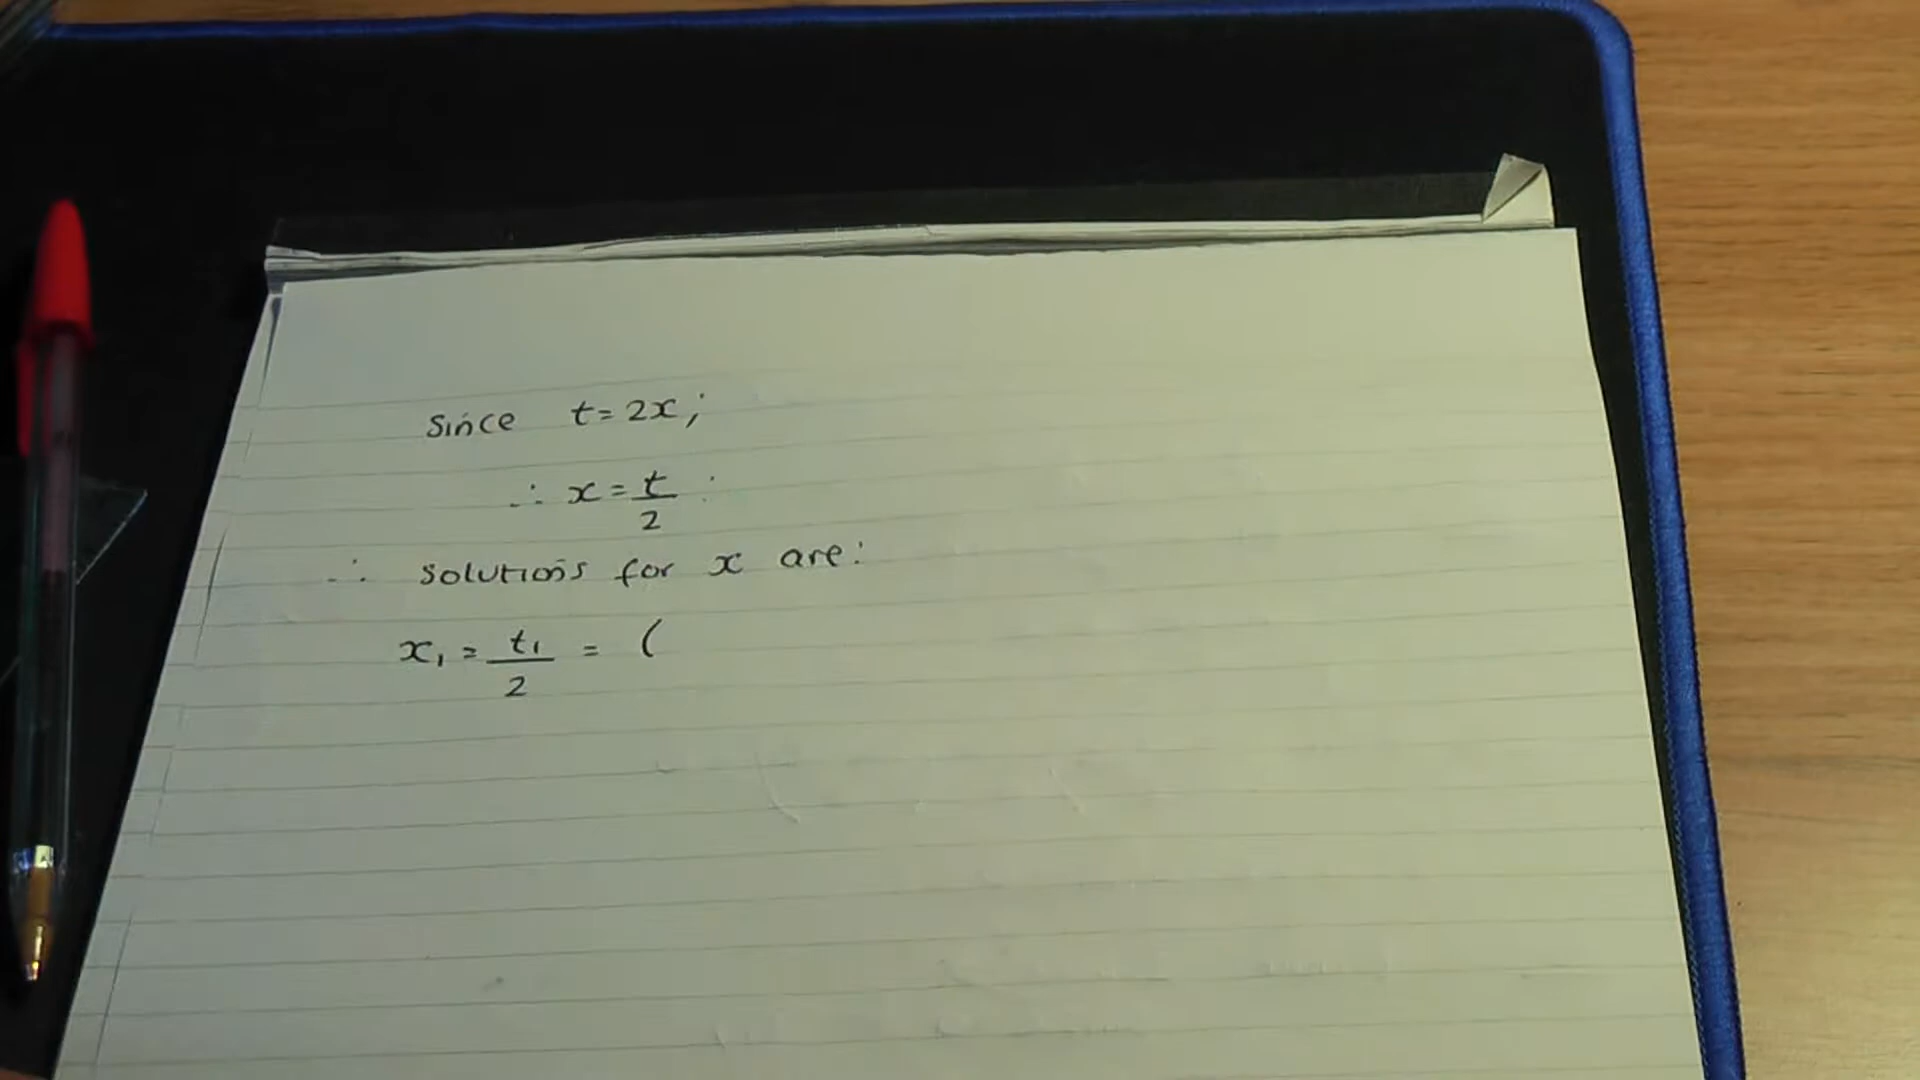 Since t = 2x;
∴ x = t/2
∴ solutions for x are:
x₁ = t₁/2 = (